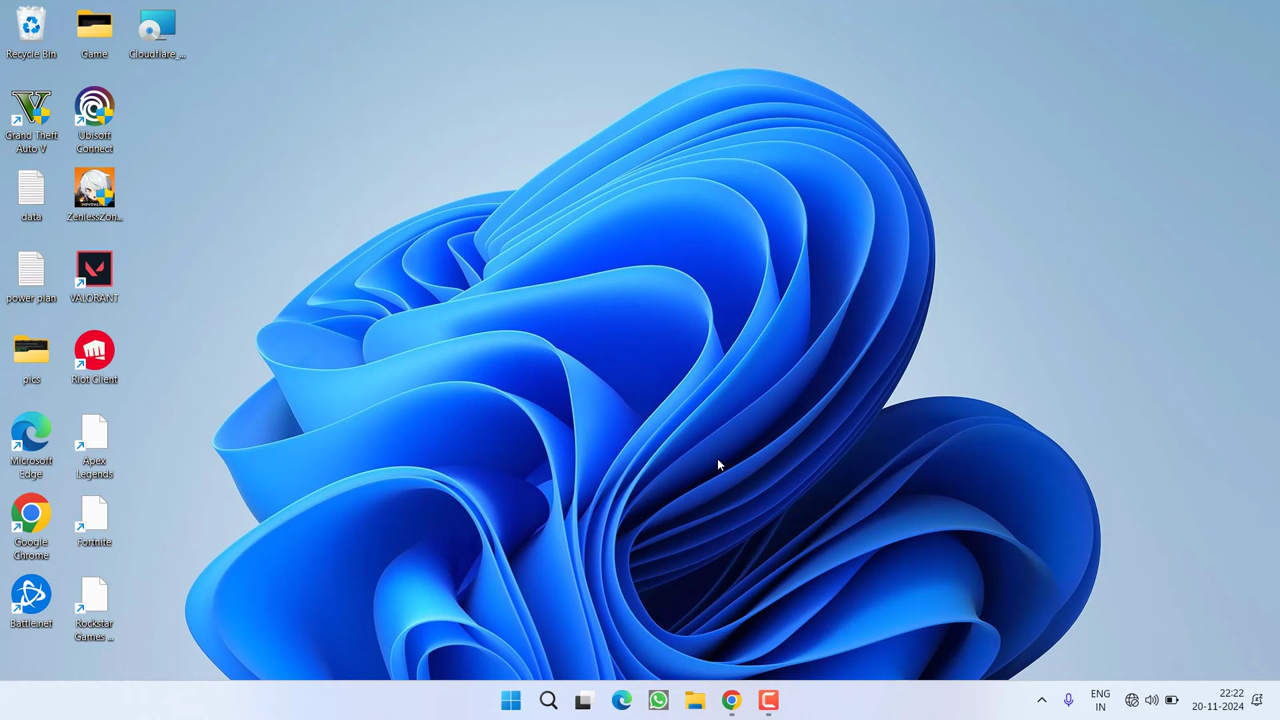 Recycle Bin
Game
Cloudflare_...
Grand Theft
Auto V
Ubisoft
Connect
data
ZenlessZon...
power plan
VALORANT
pics
Riot Client
Microsoft
Edge
Apex
Legends
Google
Chrome
Fortnite
Battle.net
Rockstar
Games ...
ENG
IN
22:22
20-11-2024